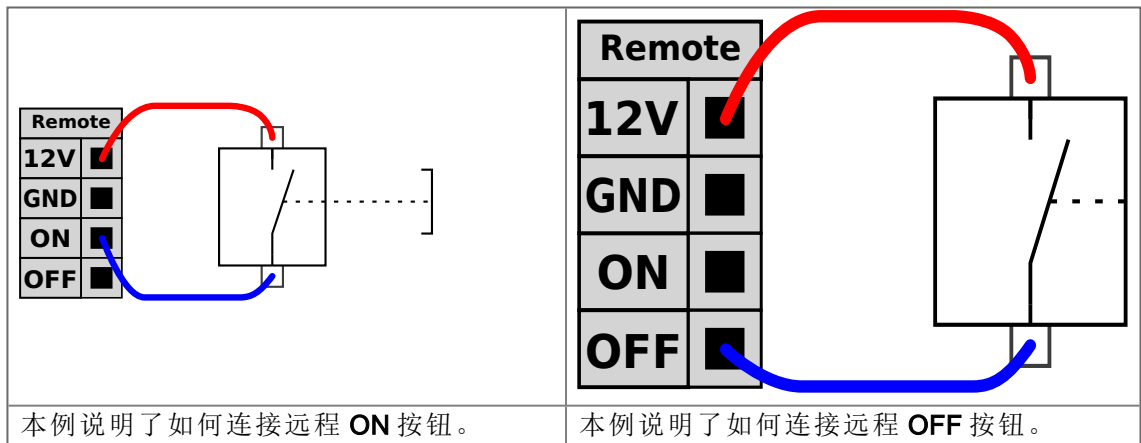 Remote
12V
GND
ON
OFF
本例说明了如何连接远程 ON 按钮。
Remote
12V
GND
ON
OFF
本例说明了如何连接远程 OFF 按钮。